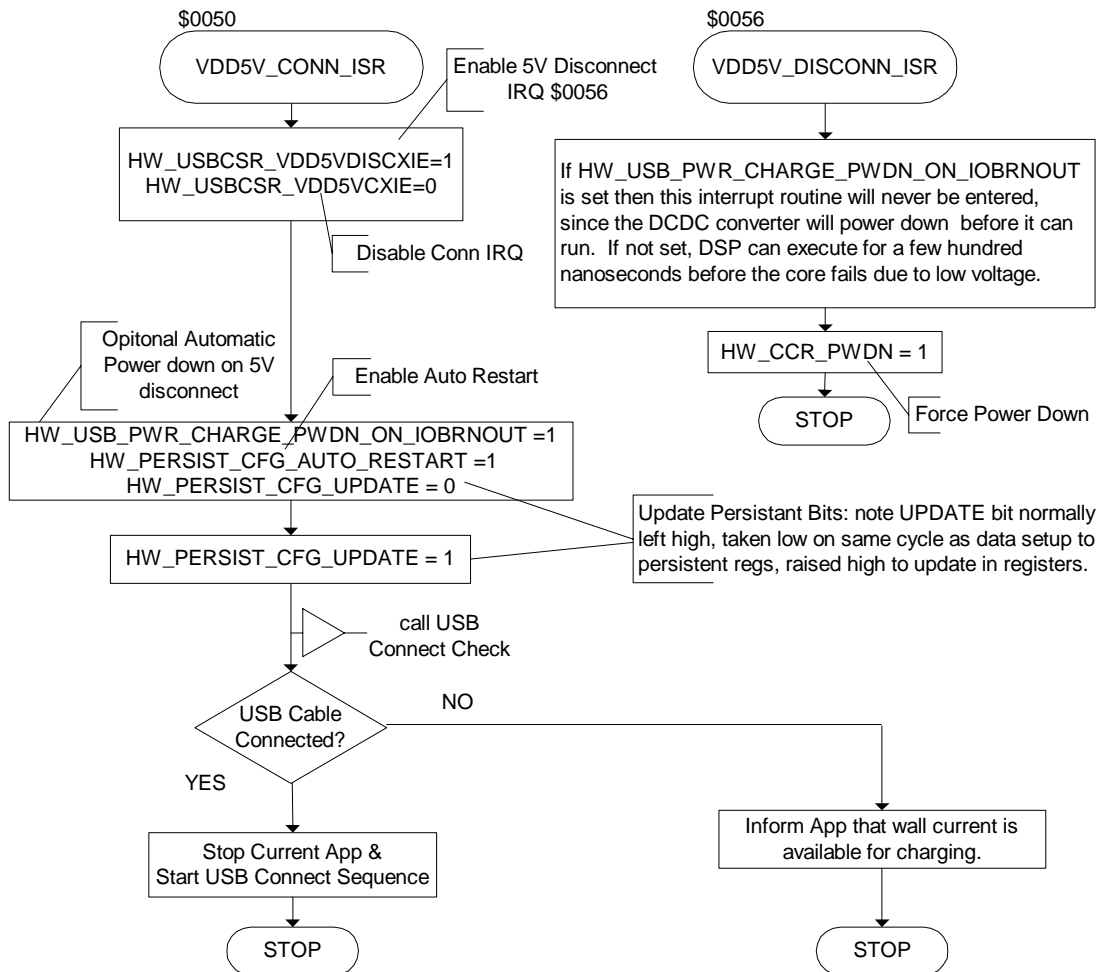 $0050
VDD5V_CONN_ISR
Enable 5V Disconnect
IRQ $0056
HW_USBCSR_VDD5VDISCXIE=1
HW_USBCSR_VDD5VCXIE=0
Disable Conn IRQ
Opitonal Automatic
Power down on 5V
disconnect
Enable Auto Restart
HW_USB_PWR_CHARGE_PWDN_ON_IOBRNOUT =1
HW_PERSIST_CFG_AUTO_RESTART =1
HW_PERSIST_CFG_UPDATE = 0
HW_PERSIST_CFG_UPDATE = 1
Update Persistant Bits: note UPDATE bit normally
left high, taken low on same cycle as data setup to
persistent regs, raised high to update in registers.
call USB
Connect Check
USB Cable
Connected?
NO
YES
Stop Current App &
Start USB Connect Sequence
STOP
Inform App that wall current is
available for charging.
STOP
$0056
VDD5V_DISCONN_ISR
If HW_USB_PWR_CHARGE_PWDN_ON_IOBRNOUT
is set then this interrupt routine will never be entered,
since the DCDC converter will power down  before it can
run.  If not set, DSP can execute for a few hundred
nanoseconds before the core fails due to low voltage.
HW_CCR_PWDN = 1
Force Power Down
STOP